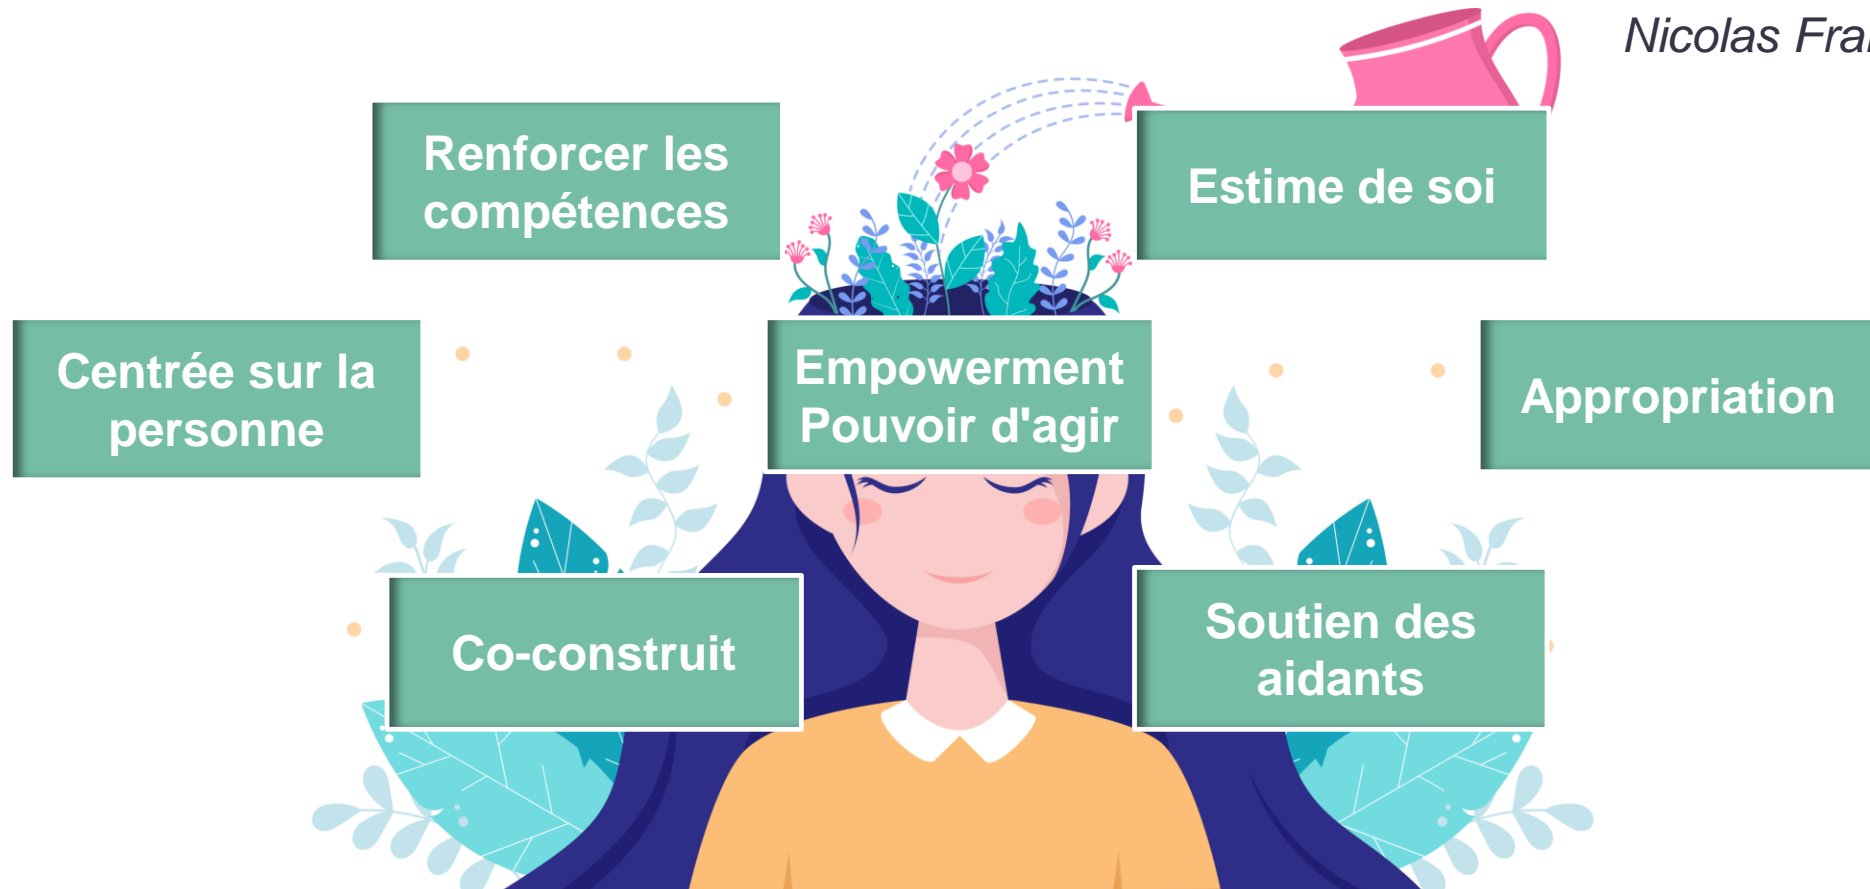 Nicolas
Renforcer les
compétences
Estime de soi
Centrée sur la
personne
Empowerment
Pouvoir d'agir
Appropriation
Co-construit
Soutien des
aidants